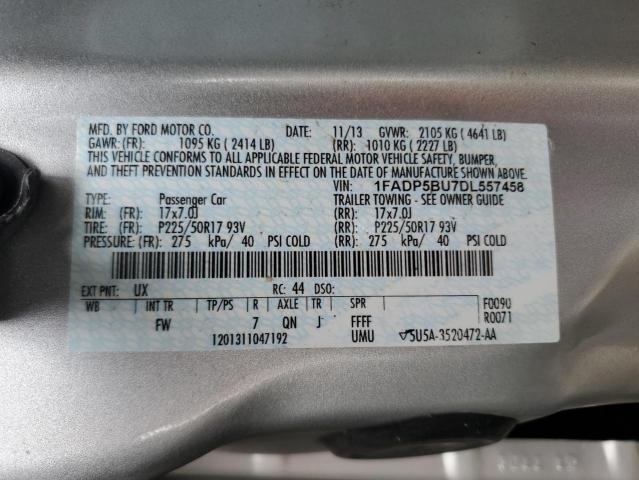 MFD. BY FORD MOTOR CO. DATE: 11/13 GVWR: 2105 KG ( 4641 LB)
GAWR: (FR): 1095 KG ( 2414 LB) (RR): 1010 KG ( 2227 LB)
THIS VEHICLE CONFORMS TO ALL APPLICABLE FEDERAL MOTOR VEHICLE SAFETY, BUMPER,
AND THEFT PREVENTION STANDARDS IN EFFECT ON THE DATE OF MANUFACTURE SHOWN ABOVE.
VIN: 1FADP5BU7DL557458
TYPE: Passenger Car TRAILER TOWING - SEE OWNER GUIDE
RIM: (FR) 17x7.0J (RR): 17x7.0J
TIRE: (FR) P225/50R17 93V (RR): P225/50R17 93V
PRESSURE: (FR): 275 kPa/ 40 PSI COLD (RR): 275 kPa/ 40 PSI COLD
EXT PNT: UX RC: 44 DSO:
WB INT TR TP/PS R AXLE TR SPR F0090
FW 7 QN J FFFF R0071
1201311047192 UMU 5U5A-3520472-AA